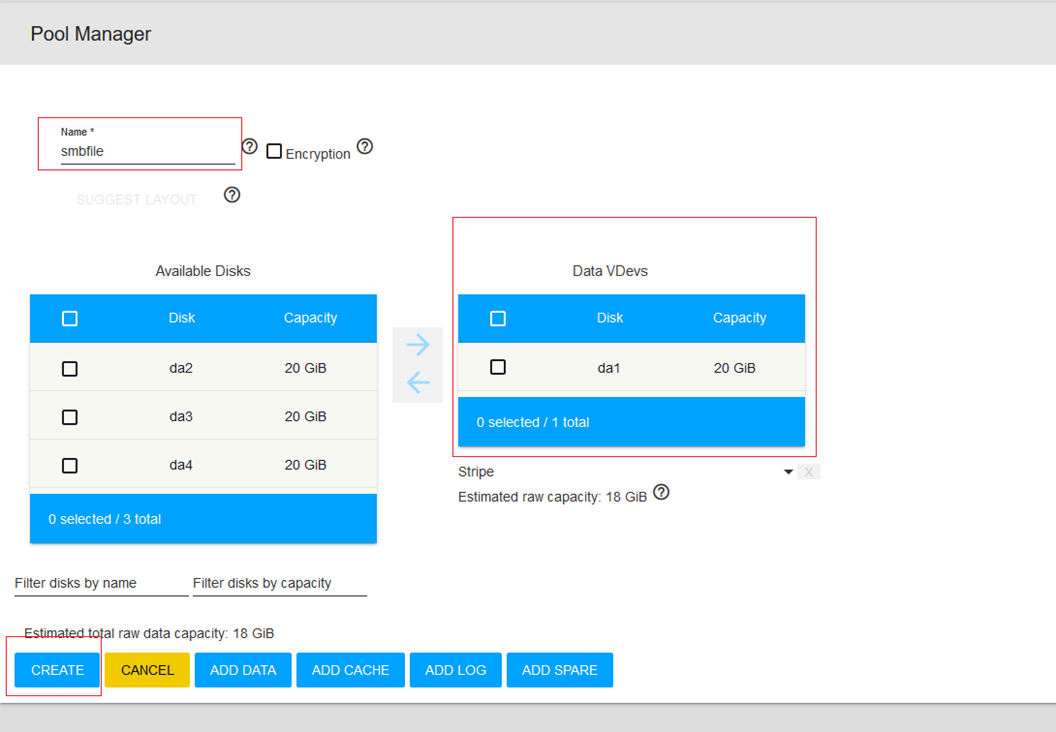 Pool Manager
Name *
smbfile
Encryption
SUGGEST LAYOUT
Available Disks
Disk Capacity
da2 20 GiB
da3 20 GiB
da4 20 GiB
0 selected / 3 total
Data VDevs
Disk Capacity
da1 20 GiB
0 selected / 1 total
Stripe X
Estimated raw capacity: 18 GiB
Filter disks by name Filter disks by capacity
Estimated total raw data capacity: 18 GiB
CREATE CANCEL ADD DATA ADD CACHE ADD LOG ADD SPARE